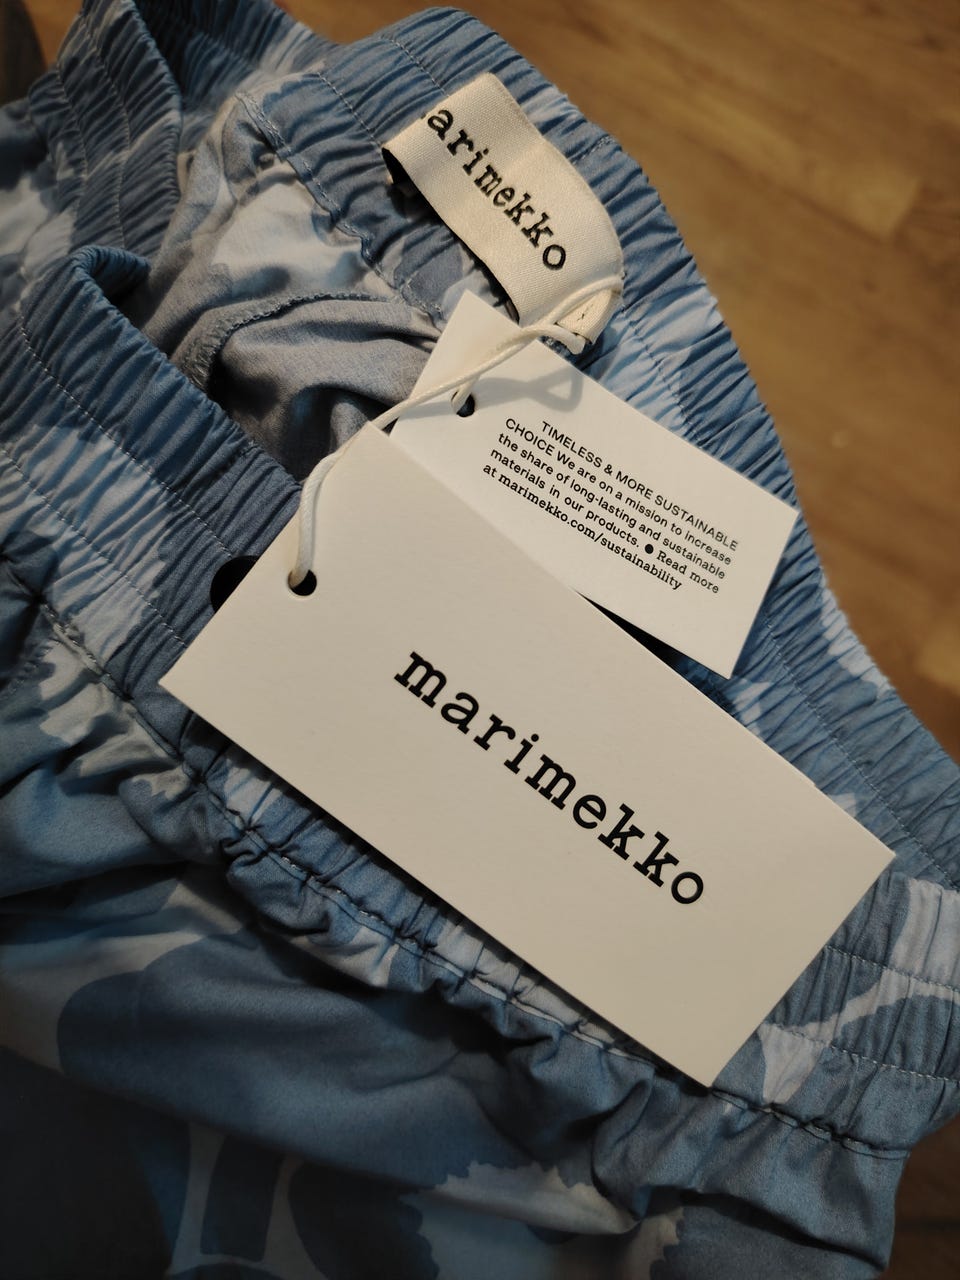 marimekko
TIMELESS & MORE SUSTAINABLE
CHOICE We are on a mission to increase
the share of long-lasting and sustainable
materials in our products. ● Read more
at marimekko.com/sustainability
marimekko